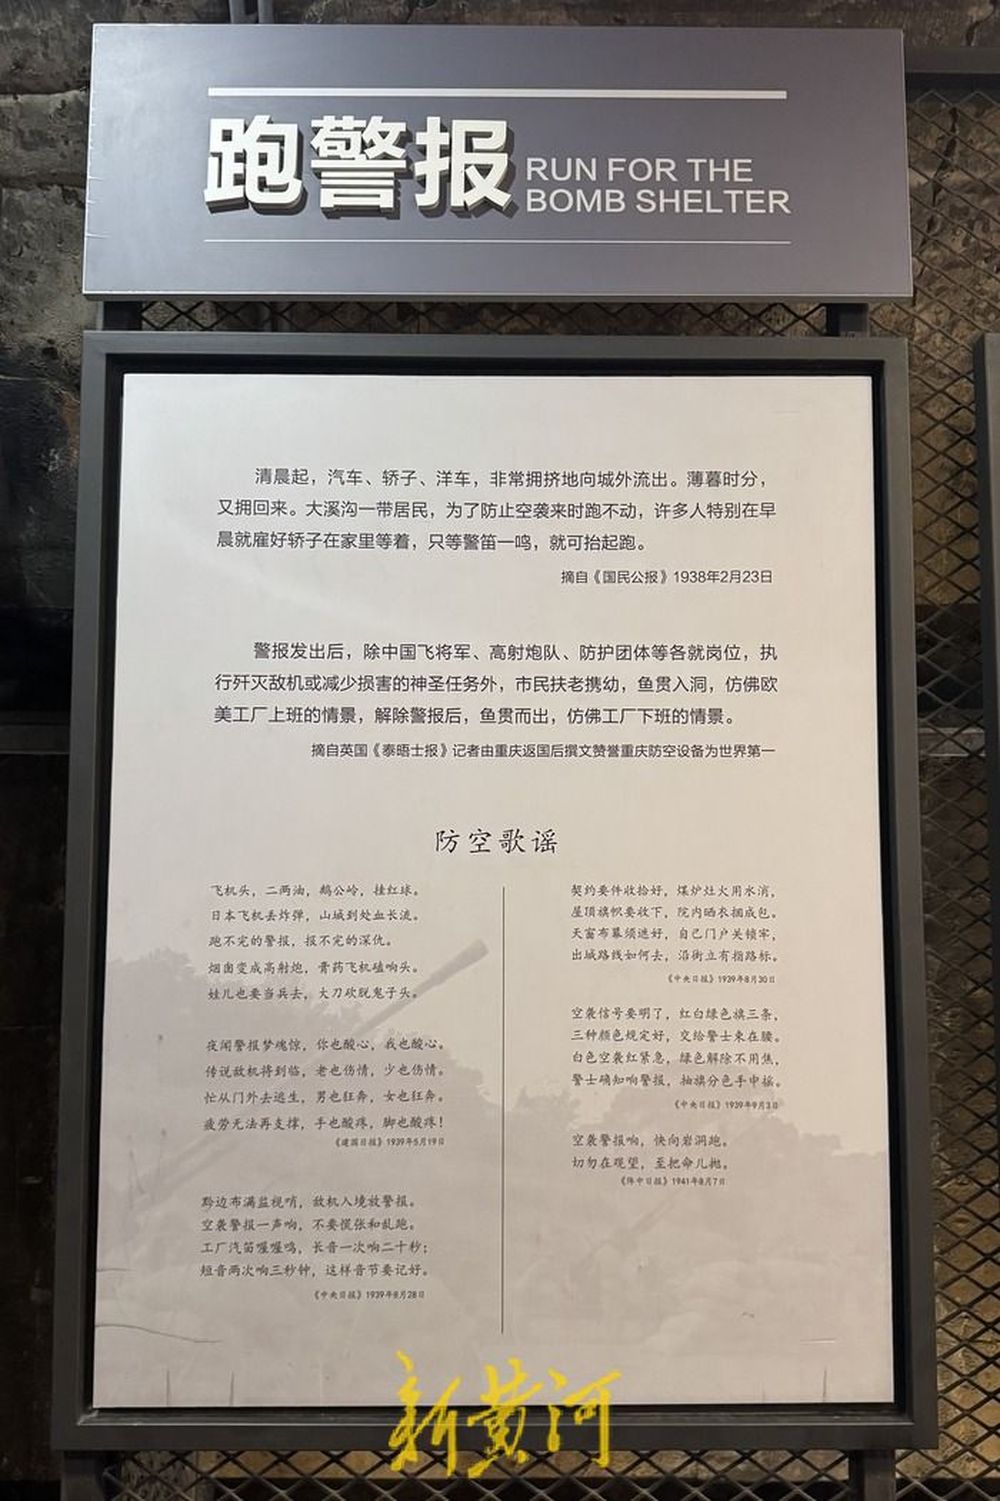 跑警报
RUN FOR THE
BOMB SHELTER
清晨起，汽车、轿子、洋车，非常拥挤地向城外流出。薄暮时分，
又拥回来。大溪沟一带居民，为了防止空袭来时跑不动，许多人特别在早
晨就雇好轿子在家里等着，只等警笛一鸣，就可抬起跑。
摘自《国民公报》1938年2月23日
警报发出后，除中国飞将军、高射炮队、防护团体等各就岗位，执
行歼灭敌机或减少损害的神圣任务外，市民扶老携幼，鱼贯入洞，仿佛欧
美工厂上班的情景，解除警报后，鱼贯而出，仿佛工厂下班的情景。
摘自英国《泰晤士报》记者由重庆返国后撰文赞誉重庆防空设备为世界第一
防空歌谣
飞机头，二两油，鹅公岭，挂红球。
日本飞机丢炸弹，山城到处血长流。
跑不完的警报，报不完的深仇。
烟囱变成高射炮，膏药飞机磕响头。
娃儿也要当兵去，大刀砍脱鬼子头。
夜闻警报梦魂惊，你也酸心，我也酸心。
传说敌机将到临，老也伤情，少也伤情。
忙从门外去逃生，男也狂奔，女也狂奔。
疲劳无法再支撑，手也酸疼，脚也酸疼！
《建国日报》1939年5月19日
黔边布满监视哨，敌机入境放警报。
空袭警报一声响，不要慌张和乱跑。
工厂汽笛喔喔鸣，长音一次响二十秒；
短音两次响三秒钟，这样音节要记好。
《中央日报》1939年8月28日
契约要件收拾好，煤炉灶火用水消，
屋顶旗帜要收下，院内晒衣捆成包。
天窗布幕须遮好，自己门户关锁牢，
出城路线如何去，沿街立有指路标。
《中央日报》1939年8月30日
空袭信号要明了，红白绿色旗三条，
三种颜色规定好，交给警士束在腰。
白色空袭红紧急，绿色解除不用焦，
警士确知响警报，抽旗分色手中摇。
《中央日报》1939年9月3日
空袭警报响，快向岩洞跑。
切勿在观望，至把命儿抛。
《阵中日报》1941年8月7日
新黄河